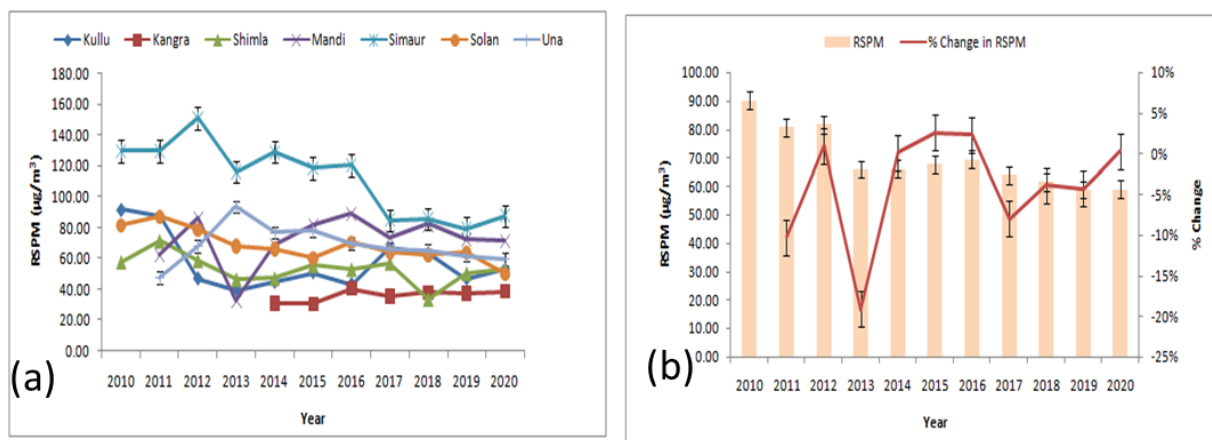 Kullu Kangra Shimla Mandi Simaur Solan Una
180.00
160.00
140.00
120.00
100.00
80.00
60.00
40.00
20.00
0.00
RSPM (µg/m³)
2010 2011 2012 2013 2014 2015 2016 2017 2018 2019 2020
Year
(a)
RSPM % Change in RSPM
100.00
90.00
80.00
70.00
60.00
50.00
40.00
30.00
20.00
10.00
0.00
RSPM (µg/m³)
10%
5%
0%
-5%
-10%
-15%
-20%
-25%
% Change
2010 2011 2012 2013 2014 2015 2016 2017 2018 2019 2020
Year
(b)